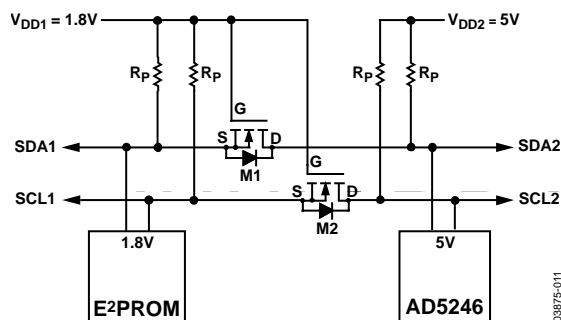 VDD1 = 1.8V
VDD2 = 5V
RP
RP
RP
RP
G
SDA1
S
D
M1
SDA2
G
SCL1
S
D
M2
SCL2
1.8V
5V
E²PROM
AD5246
03875-011